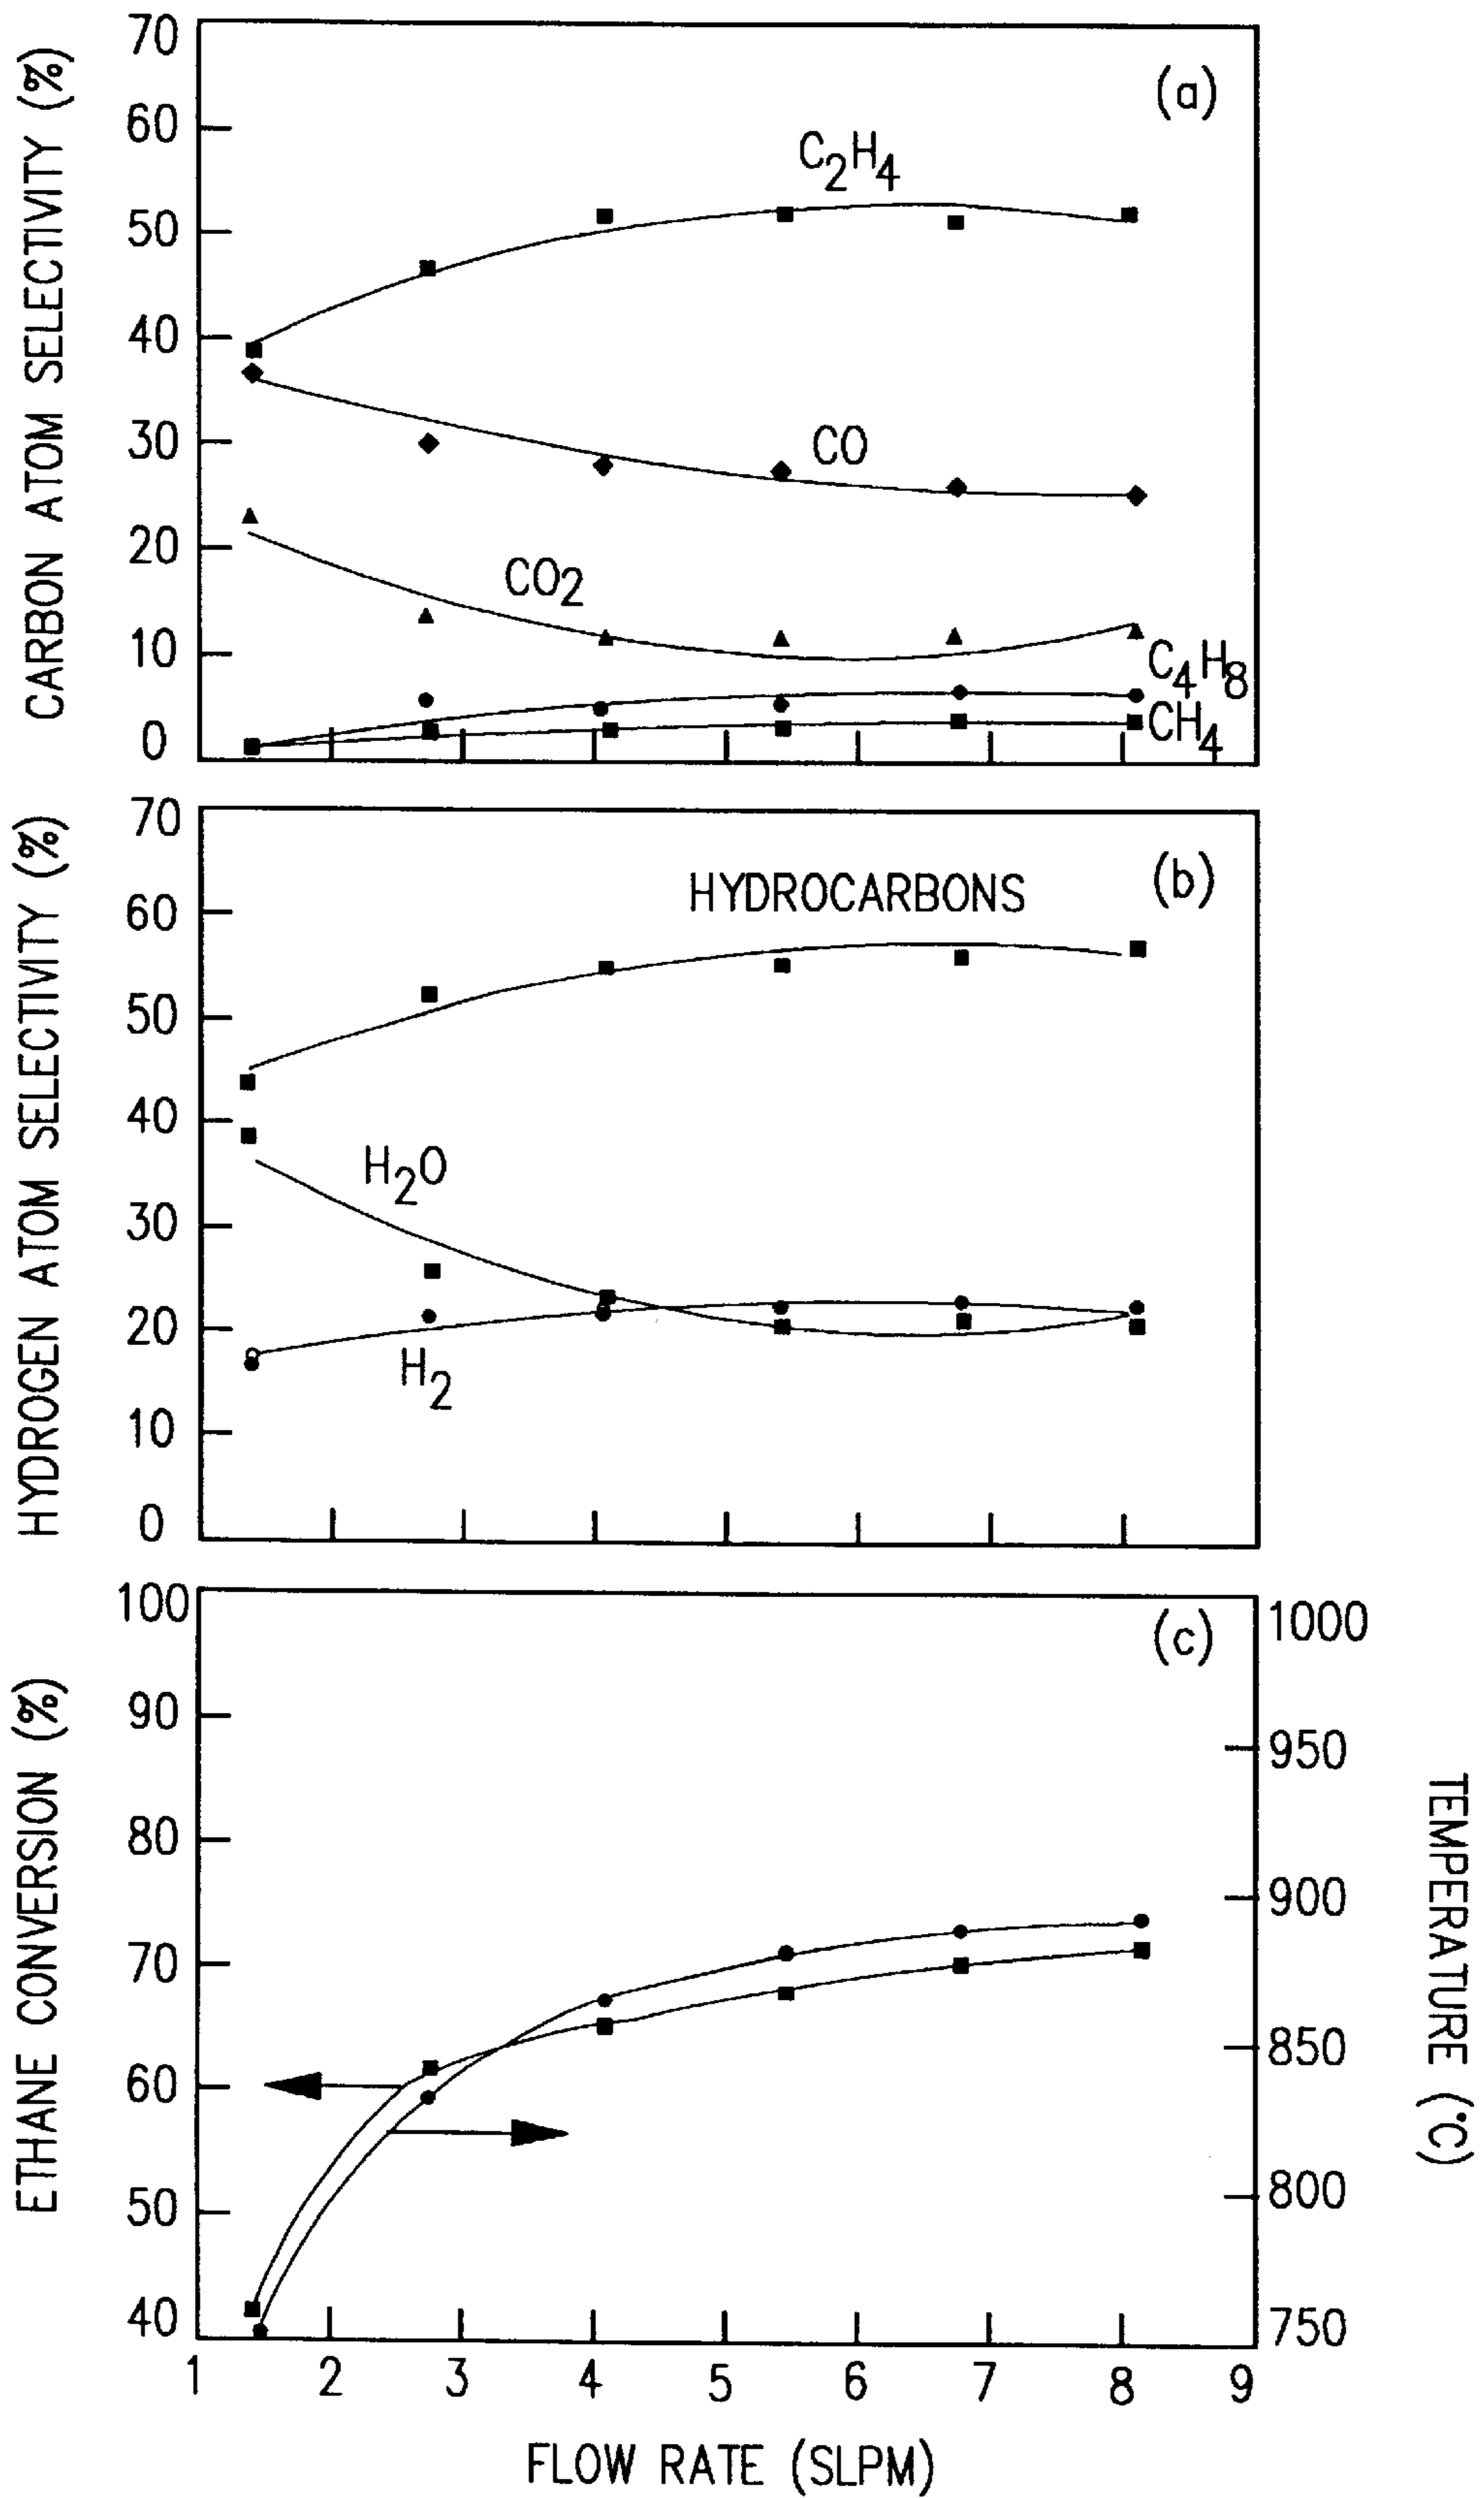 CARBON ATOM SELECTIVITY (%)
70
60
50
40
30
20
10
0
(a)
C2H4
CO
CO2
C4H8
CH4
HYDROGEN ATOM SELECTIVITY (%)
70
60
50
40
30
20
10
0
(b)
HYDROCARBONS
H2O
H2
ETHANE CONVERSION (%)
100
90
80
70
60
50
40
(c)
1000
950
900
850
800
750
TEMPERATURE (°C)
1 2 3 4 5 6 7 8 9
FLOW RATE (SLPM)